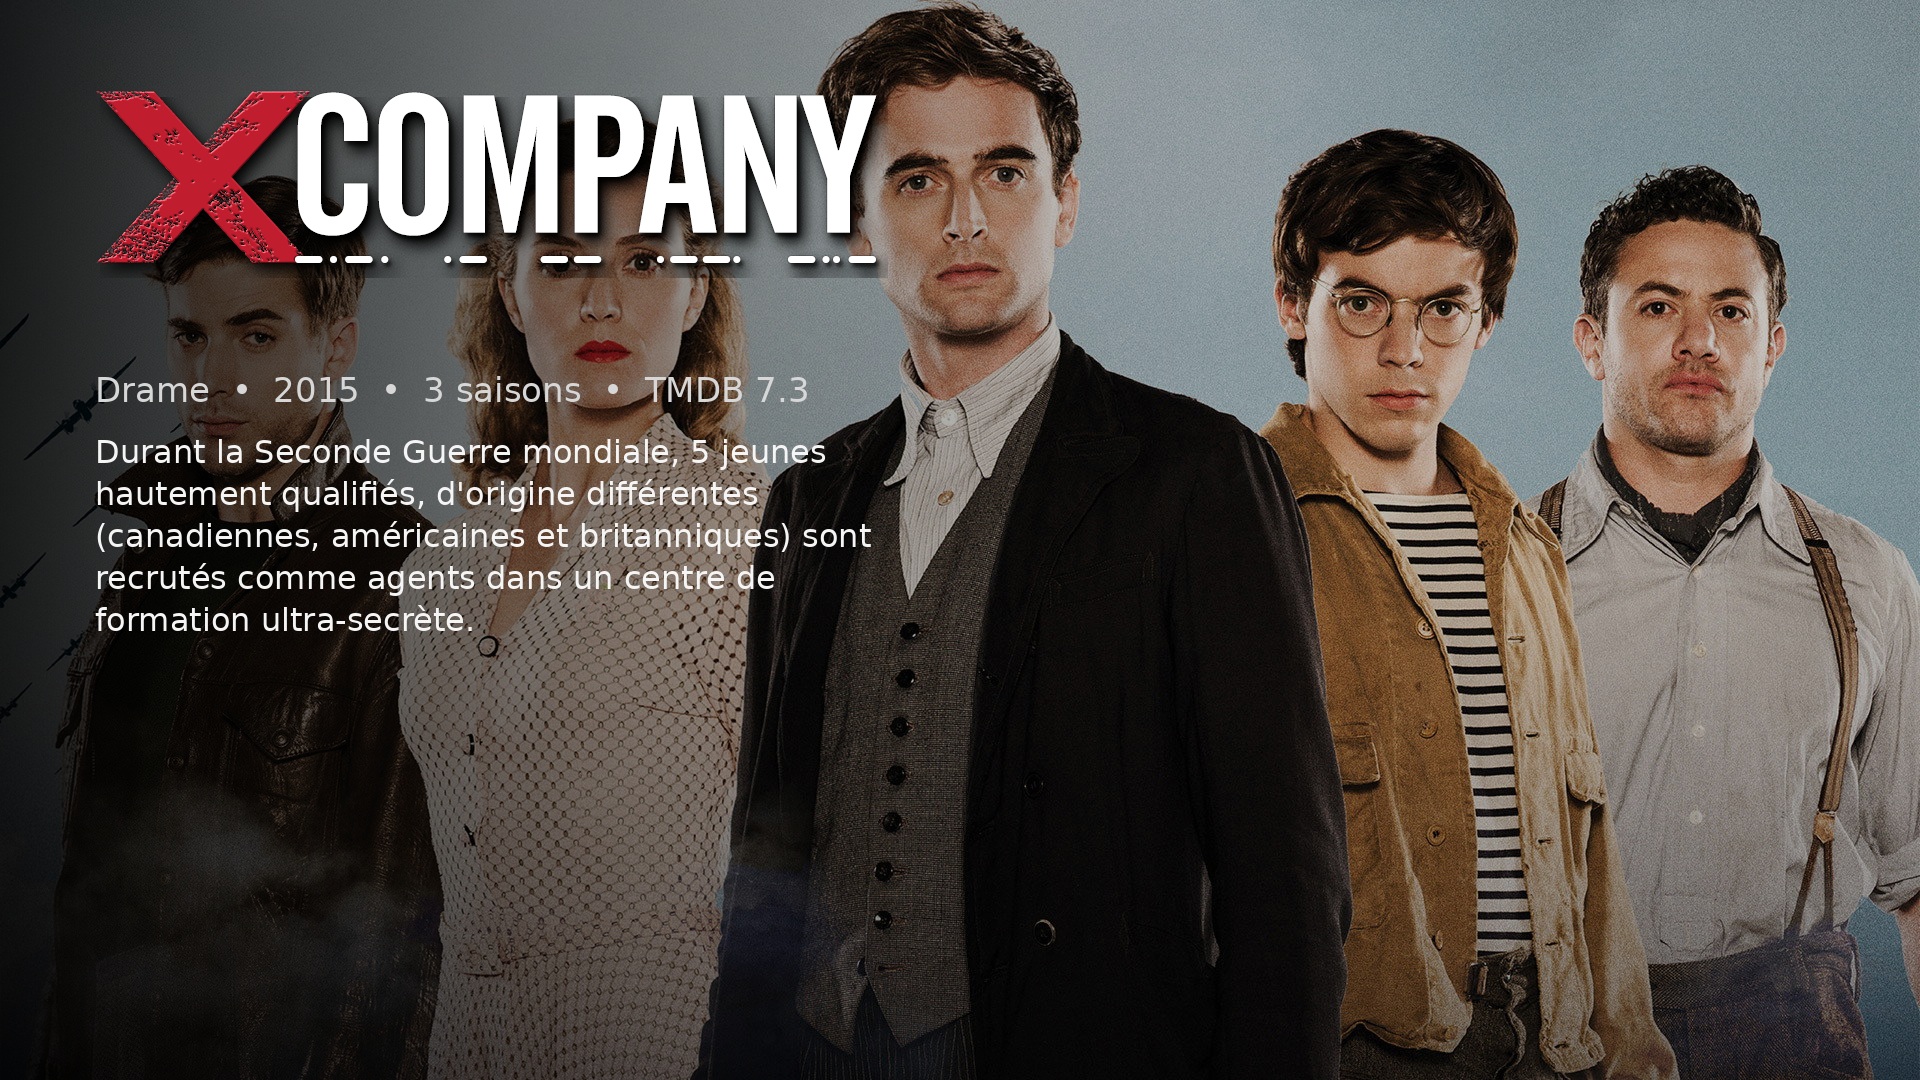 XCOMPANY
Drame • 2015 • 3 saisons • TMDB 7.3
Durant la Seconde Guerre mondiale, 5 jeunes
hautement qualifiés, d'origine différentes
(canadiennes, américaines et britanniques) sont
recrutés comme agents dans un centre de
formation ultra-secrète.